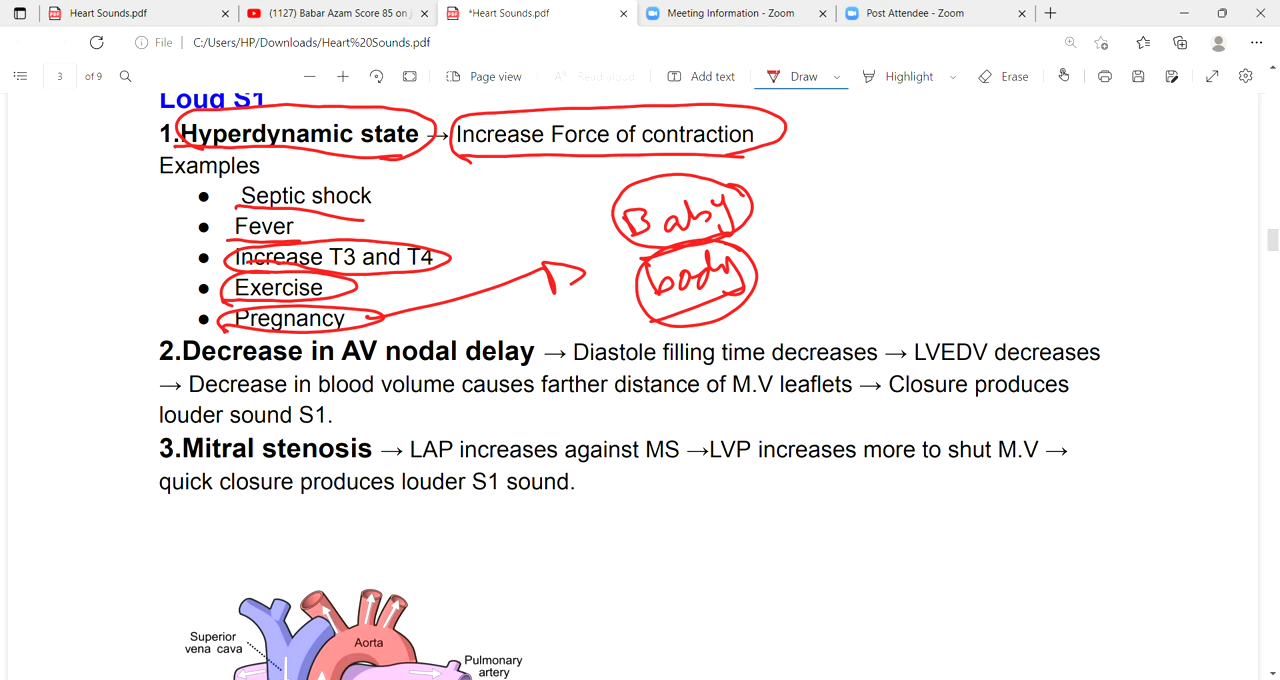 Heart Sounds.pdf
(1127) Babar Azam Score 85 on j
*Heart Sounds.pdf
Meeting Information - Zoom
Post Attendee - Zoom
File
C:/Users/HP/Downloads/Heart%20Sounds.pdf
3 of 9
Page view
Read aloud
Add text
Draw
Highlight
Erase
Loud S1
1.Hyperdynamic state → Increase Force of contraction
Examples
● Septic shock
● Fever
● Increase T3 and T4
● Exercise
● Pregnancy
Baby
body
2.Decrease in AV nodal delay → Diastole filling time decreases → LVEDV decreases
→ Decrease in blood volume causes farther distance of M.V leaflets → Closure produces
louder sound S1.
3.Mitral stenosis → LAP increases against MS →LVP increases more to shut M.V →
quick closure produces louder S1 sound.
Superior
vena cava
Aorta
Pulmonary
artery